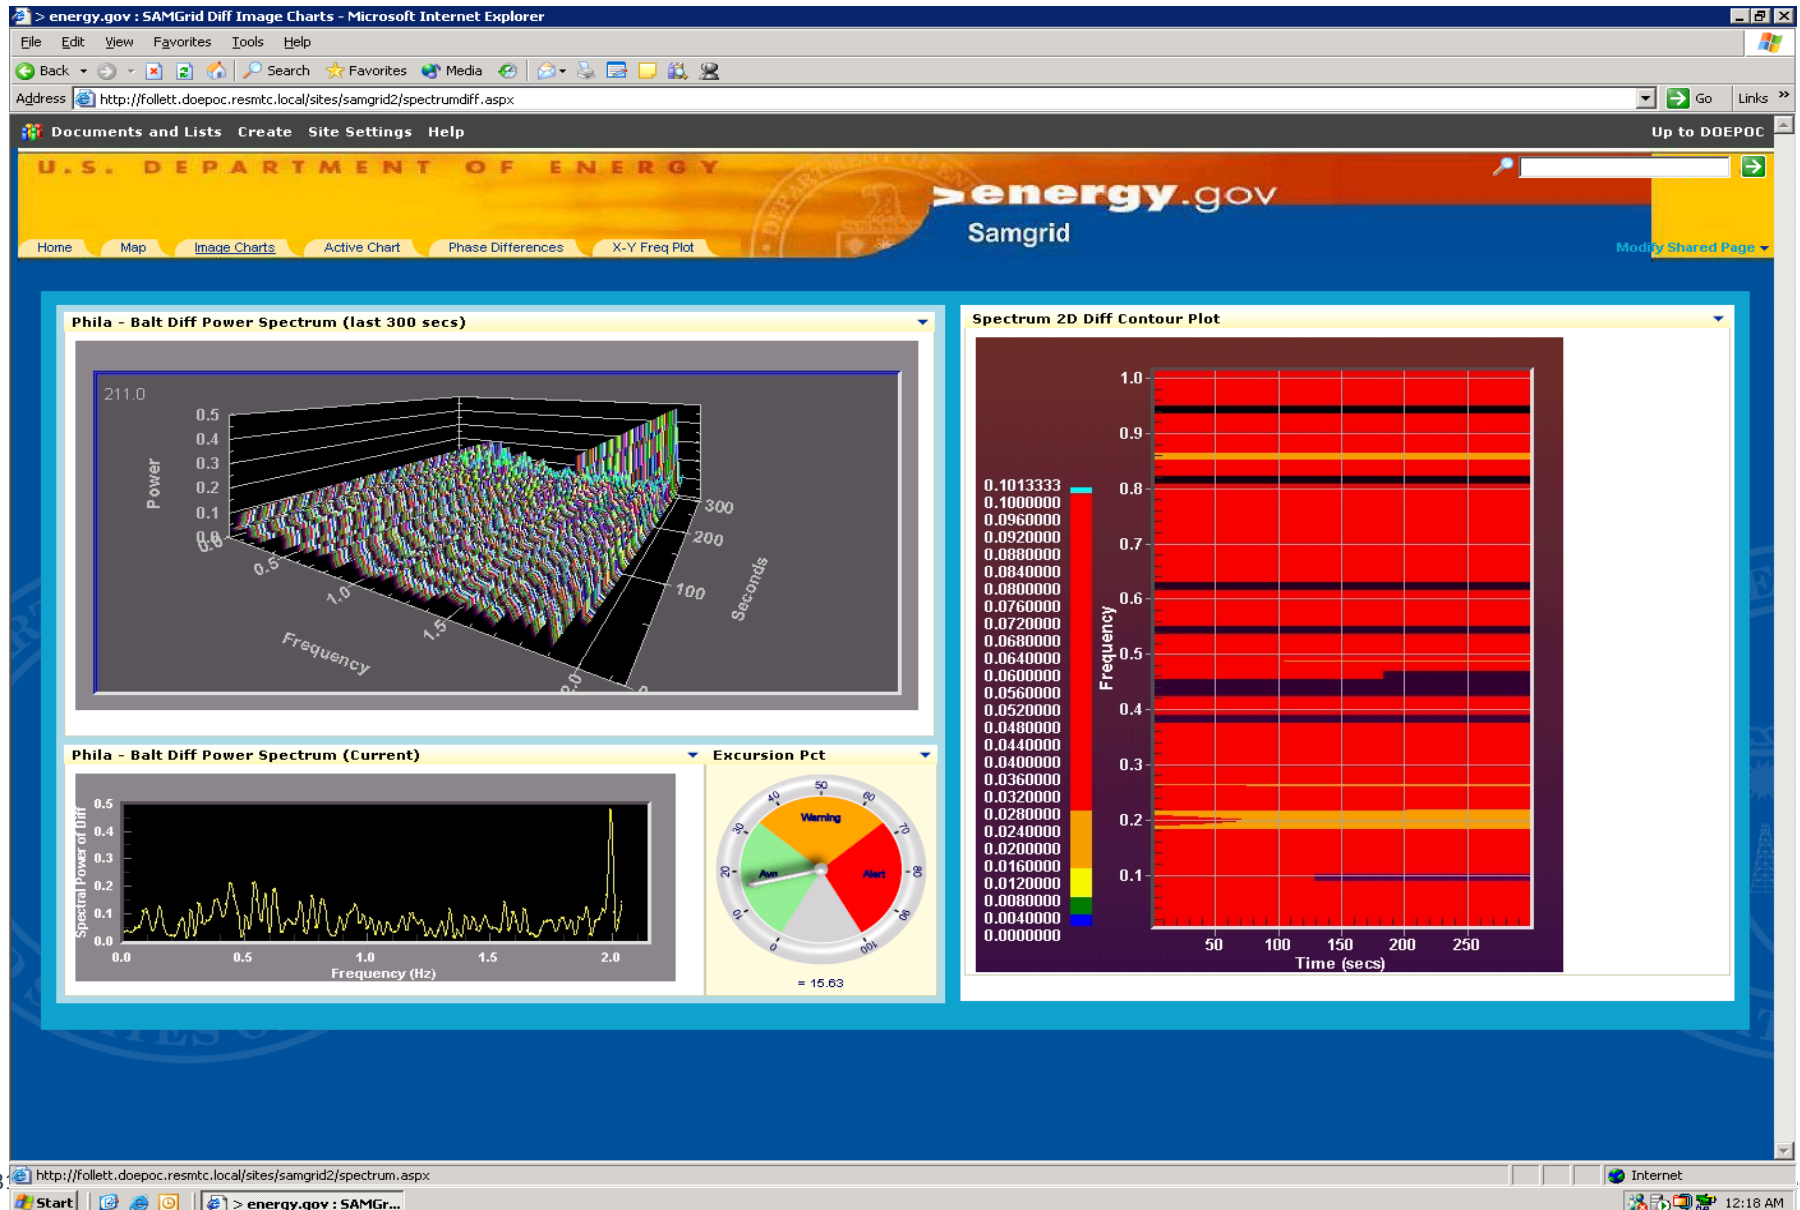 > energy.gov : SAMGrid Diff Image Charts - Microsoft Internet Explorer
File Edit View Favorites Tools Help
Back Search Favorites Media
Address http://follett.doepoc.resmtc.local/sites/samgrid2/spectrumdiff.aspx Go Links »
Documents and Lists Create Site Settings Help Up to DOEPOC
U.S. DEPARTMENT OF ENERGY
>energy.gov
Samgrid
Home Map Image Charts Active Chart Phase Differences X-Y Freq Plot Modify Shared Page
Phila - Balt Diff Power Spectrum (last 300 secs)
211.0
0.5
0.4
0.3
0.2
0.1
0.0
Power
0.0
0.5
1.0
1.5
2.0
Frequency
0
100
200
300
Seconds
Phila - Balt Diff Power Spectrum (Current)
Spectral Power of Diff
0.5
0.4
0.3
0.2
0.1
0.0
0.0 0.5 1.0 1.5 2.0
Frequency (Hz)
Excursion Pct
0 10 20 30 40 50 60 70 80 90 100
Warning
Alert
= 15.63
Spectrum 2D Diff Contour Plot
0.1013333
0.1000000
0.0960000
0.0920000
0.0880000
0.0840000
0.0800000
0.0760000
0.0720000
0.0680000
0.0640000
0.0600000
0.0560000
0.0520000
0.0480000
0.0440000
0.0400000
0.0360000
0.0320000
0.0280000
0.0240000
0.0200000
0.0160000
0.0120000
0.0080000
0.0040000
0.0000000
Frequency
1.0
0.9
0.8
0.7
0.6
0.5
0.4
0.3
0.2
0.1
50 100 150 200 250
Time (secs)
http://follett.doepoc.resmtc.local/sites/samgrid2/spectrum.aspx Internet
Start > energy.gov : SAMGr... 12:18 AM